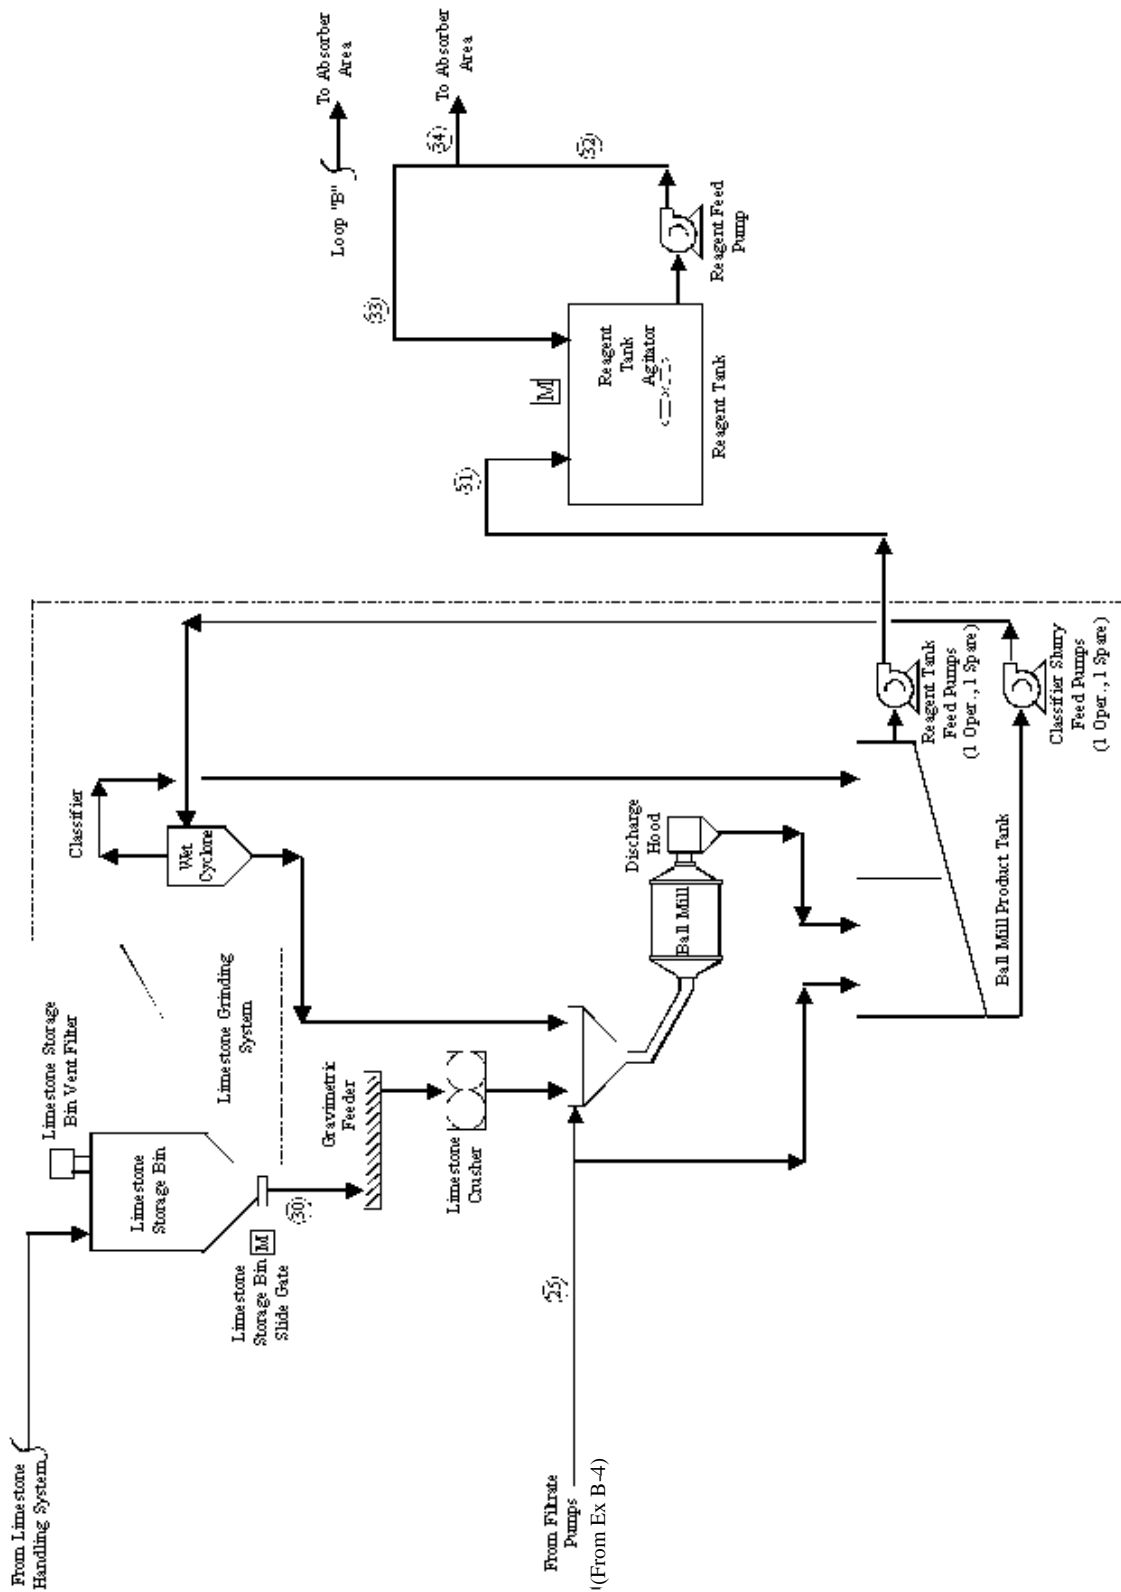 From Limestone
Handling System
Limestone Storage
Bin Vent Filter
Limestone
Storage Bin
Limestone
Storage Bin
Slide Gate
M
30
Limestone Grinding
System
Gravimetric
Feeder
Limestone
Crusher
Classifier
Wet
Cyclone
From Filtrate
Pumps
(From Ex B-4)
25
Ball Mill
Discharge
Hood
Ball Mill Product Tank
Reagent Tank
Feed Pumps
(1 Oper., 1 Spare)
Classifier Slurry
Feed Pumps
(1 Oper., 1 Spare)
31
M
Reagent
Tank
Agitator
Reagent Tank
Reagent Feed
Pump
32
33
34
Loop "B"
To Absorber
Area
To Absorber
Area